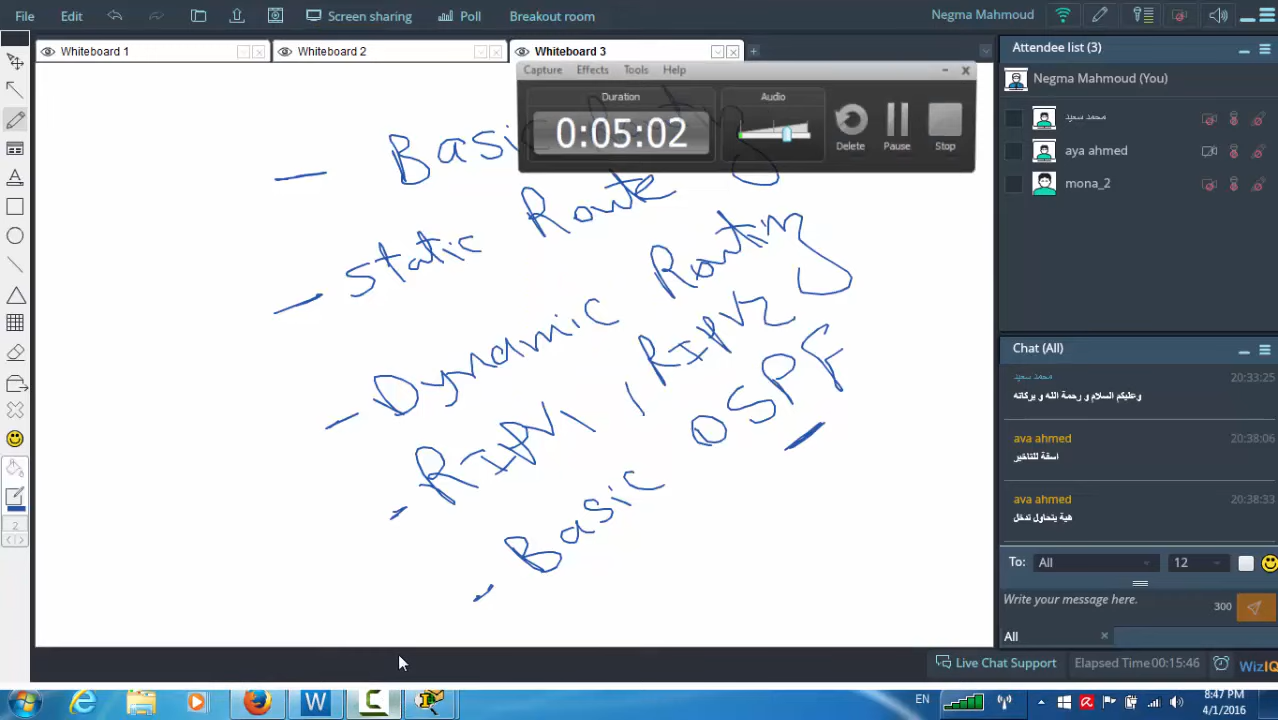 File Edit Screen sharing Poll Breakout room Negma Mahmoud
Whiteboard 1 Whiteboard 2 Whiteboard 3
Capture Effects Tools Help
Duration Audio
0:05:02
Delete Pause Stop
— Basic
— Static Route
— Dynamic Routing
- RIPV1 , RIPV2
- Basic OSPF
Attendee list (3)
Negma Mahmoud (You)
محمد سعيد
aya ahmed
mona_2
Chat (All)
محمد سعيد 20:33:25
وعليكم السلام و رحمة الله و بركاته
aya ahmed 20:38:06
اسفة للتاخير
aya ahmed 20:38:33
هية بتحاول تدخل
To: All 12
Write your message here. 300
All
Live Chat Support Elapsed Time 00:15:46 WizIQ
2
W
EN
8:47 PM
4/1/2016